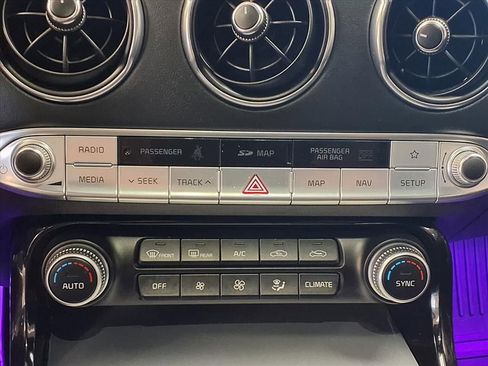 RADIO PASSENGER SD MAP PASSENGER AIR BAG
MEDIA SEEK TRACK MAP NAV SETUP
FRONT REAR A/C
AUTO OFF CLIMATE SYNC